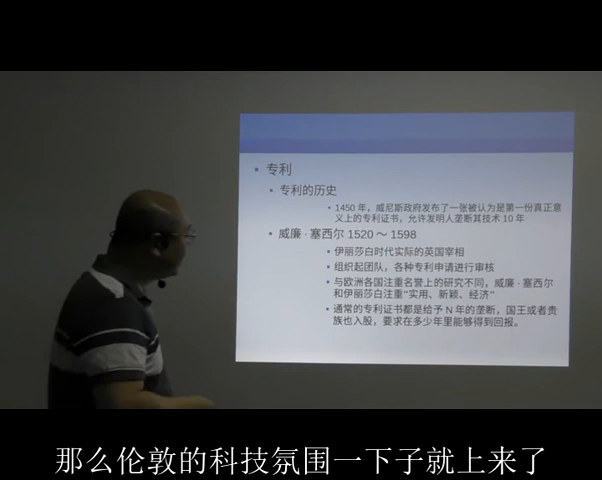 专利
专利的历史
1450 年，威尼斯政府发布了一张被认为是第一份真正意
义上的专利证书，允许发明人垄断其技术 10 年
威廉 · 塞西尔 1520 ～ 1598
伊丽莎白时代实际的英国宰相
组织起团队，各种专利申请进行审核
与欧洲各国注重名誉上的研究不同，威廉 · 塞西尔
和伊丽莎白注重“实用、新颖、经济”
通常的专利证书都是给予 N 年的垄断，国王或者贵
族也入股，要求在多少年里能够得到回报。
那么伦敦的科技氛围一下子就上来了